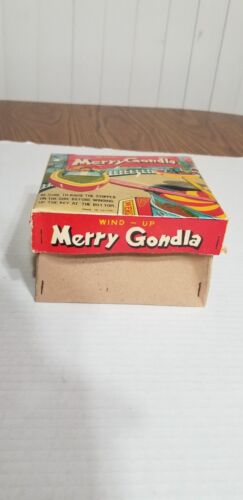 Merry Gondla
BE SURE TO RAISE THE STOPPER
ON THE SIDE BEFORE WINDING
UP THE KEY AT THE BOTTOM.
WIND - UP
Merry Gondla